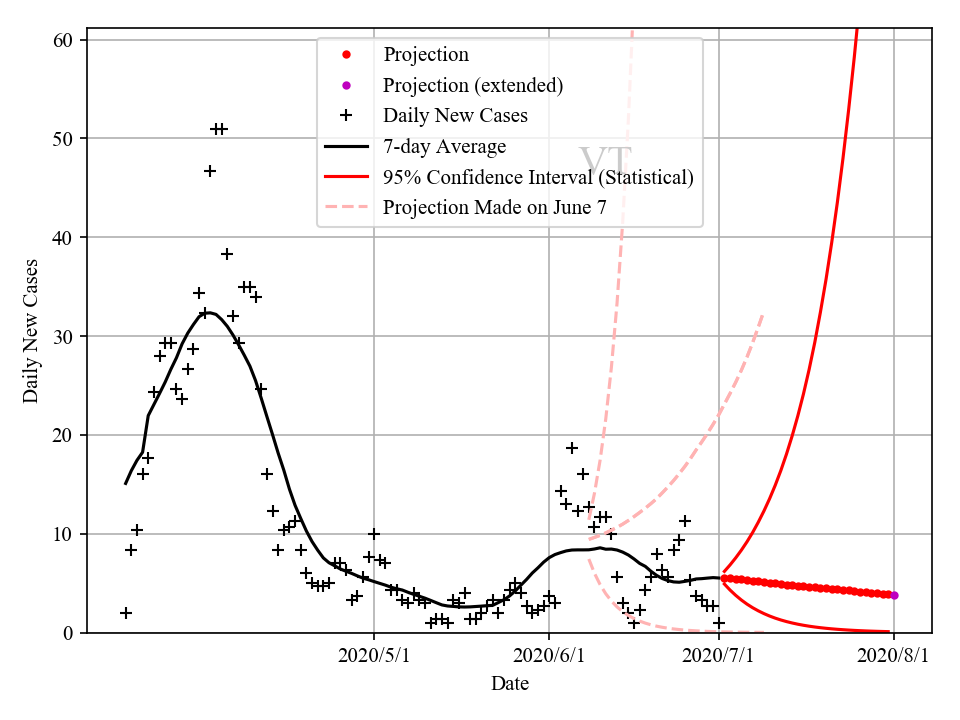 60
50
40
30
20
10
0
Daily New Cases
Projection
Projection (extended)
Daily New Cases
7-day Average
95% Confidence Interval (Statistical)
Projection Made on June 7
VT
2020/5/1
2020/6/1
2020/7/1
2020/8/1
Date